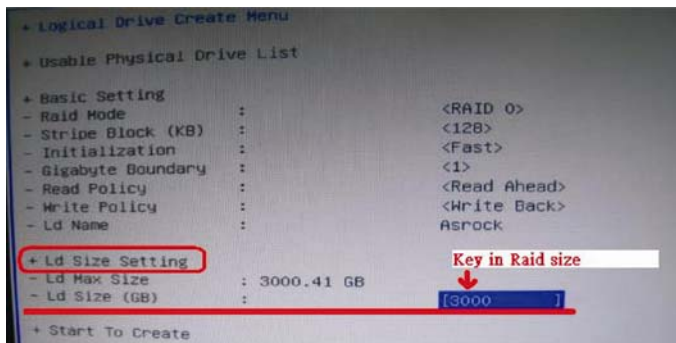 + Logical Drive Create Menu
+ Usable Physical Drive List
+ Basic Setting
- Raid Mode : <RAID 0>
- Stripe Block (KB) : <128>
- Initialization : <Fast>
- Gigabyte Boundary : <1>
- Read Policy : <Read Ahead>
- Write Policy : <Write Back>
- Ld Name : Asrock
+ Ld Size Setting
Key in Raid size
- Ld Max Size : 3000.41 GB
- Ld Size (GB) : [3000 ]
+ Start To Create